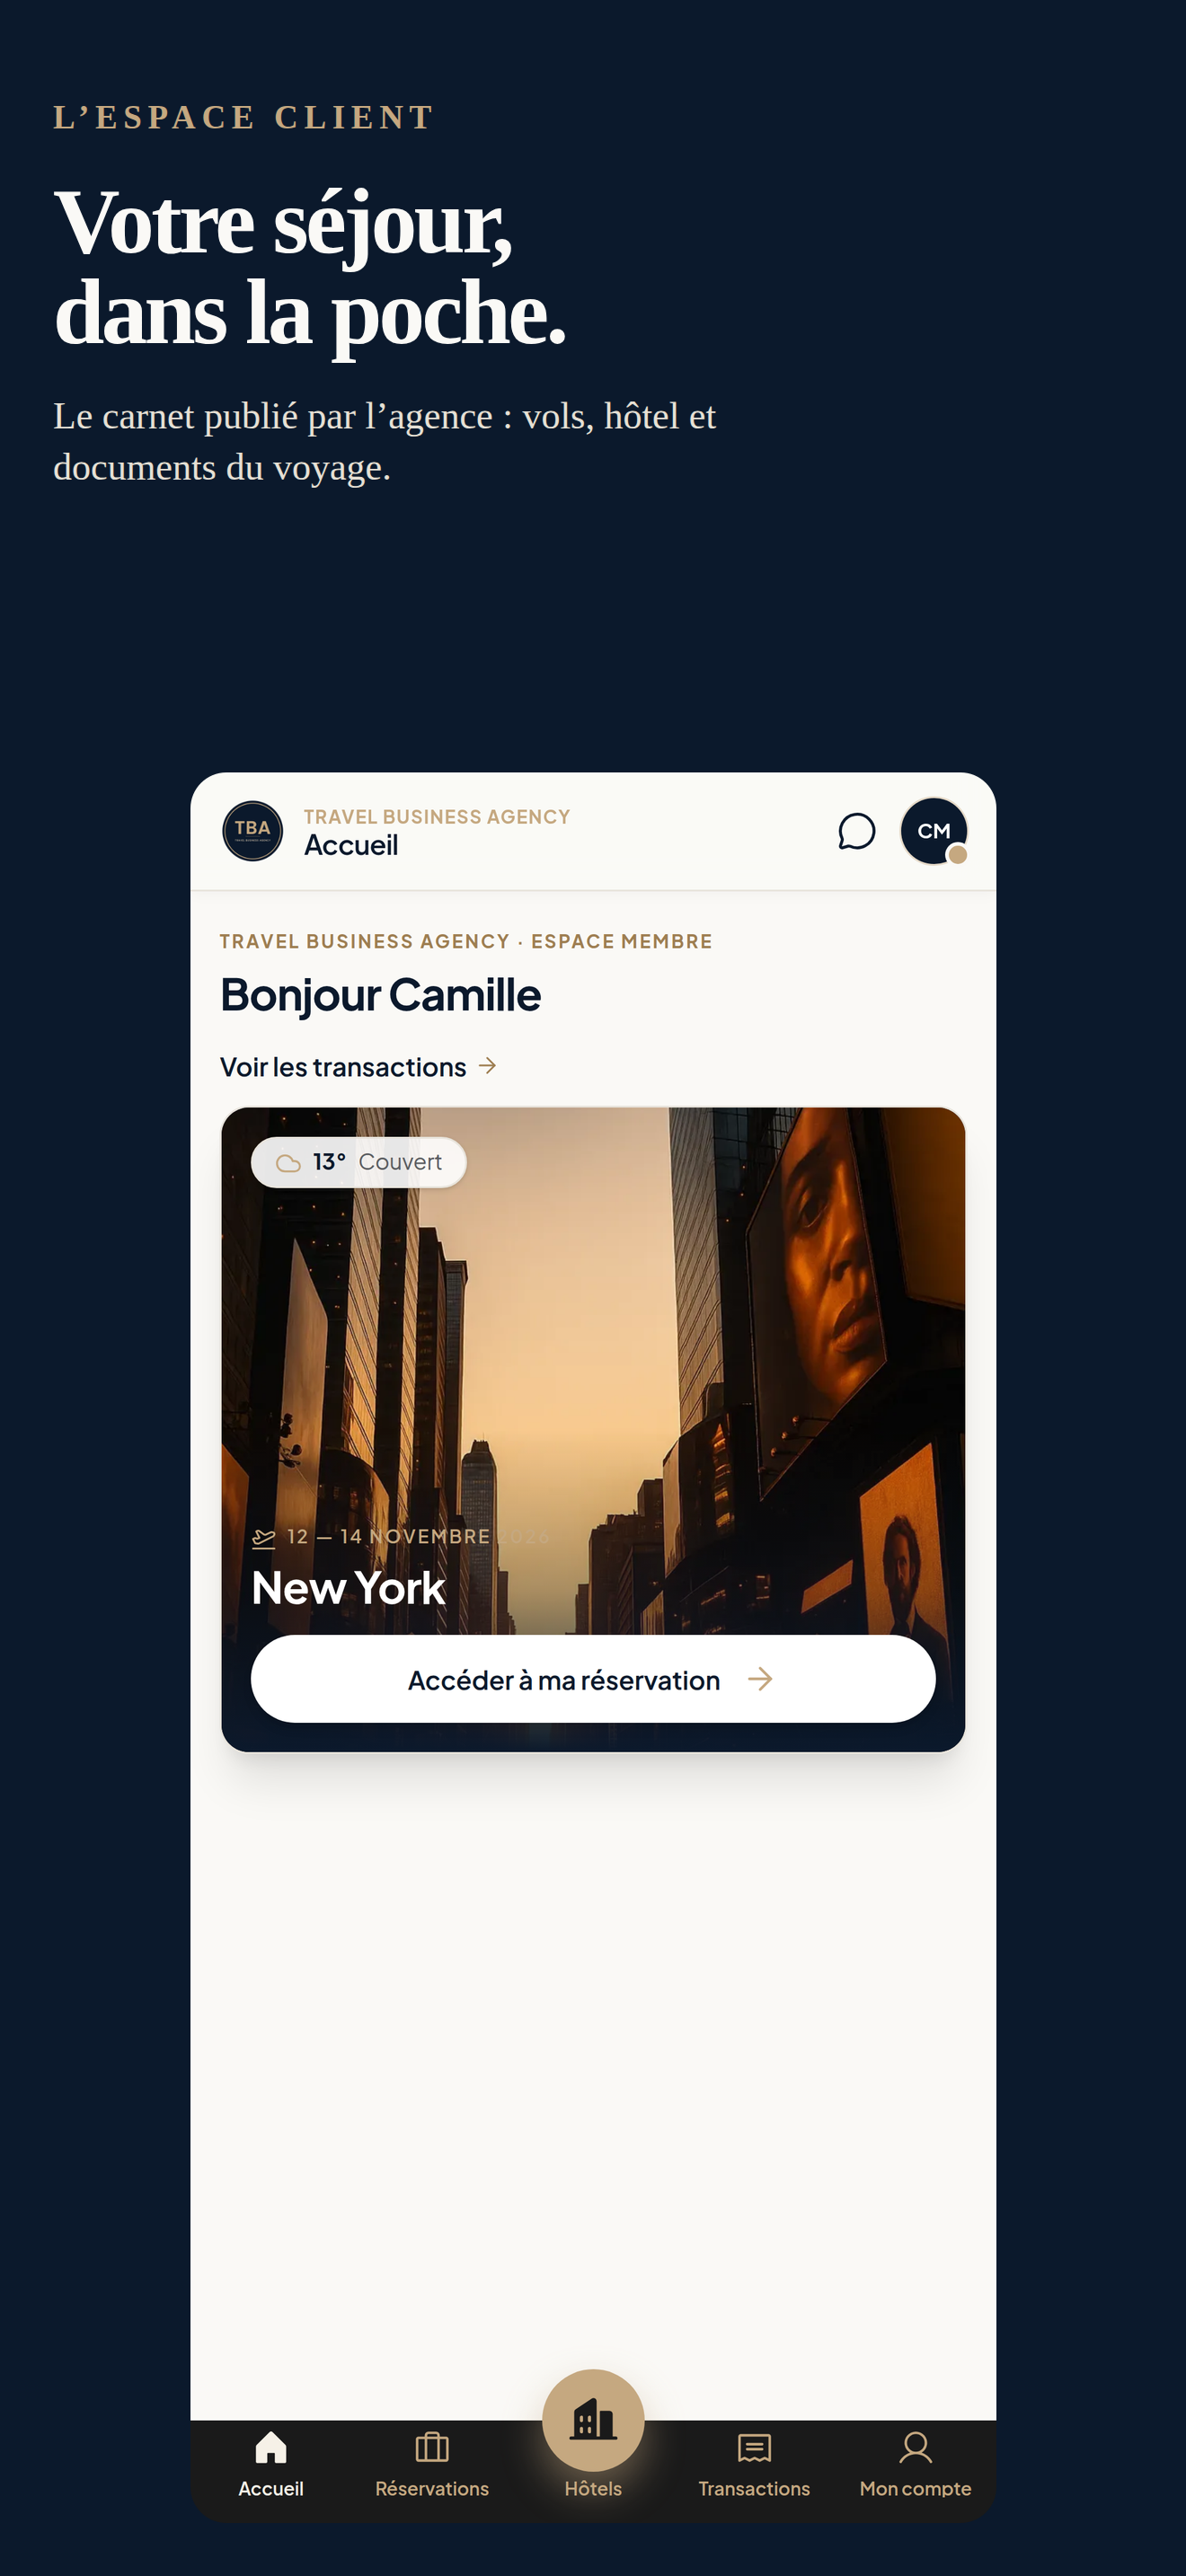 L’ESPACE CLIENT
Votre séjour,
dans la poche.
Le carnet publié par l’agence : vols, hôtel et
documents du voyage.
TBA
TRAVEL BUSINESS AGENCY
Accueil
CM
TRAVEL BUSINESS AGENCY · ESPACE MEMBRE
Bonjour Camille
Voir les transactions
13° Couvert
12 — 14 NOVEMBRE 2026
New York
Accéder à ma réservation
Accueil
Réservations
Hôtels
Transactions
Mon compte